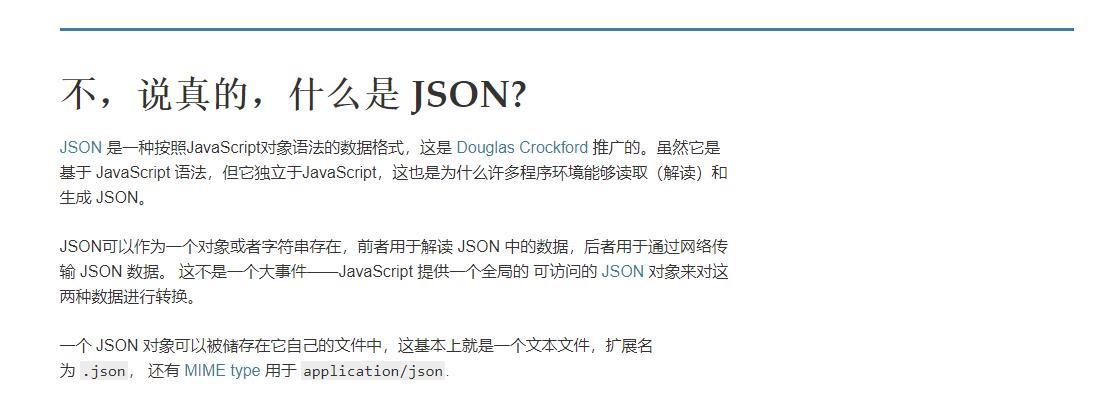 不，说真的，什么是 JSON?
JSON 是一种按照JavaScript对象语法的数据格式，这是 Douglas Crockford 推广的。虽然它是
基于 JavaScript 语法，但它独立于JavaScript，这也是为什么许多程序环境能够读取（解读）和
生成 JSON。
JSON可以作为一个对象或者字符串存在，前者用于解读 JSON 中的数据，后者用于通过网络传
输 JSON 数据。 这不是一个大事件——JavaScript 提供一个全局的 可访问的 JSON 对象来对这
两种数据进行转换。
一个 JSON 对象可以被储存在它自己的文件中，这基本上就是一个文本文件，扩展名
为 .json， 还有 MIME type 用于 application/json.